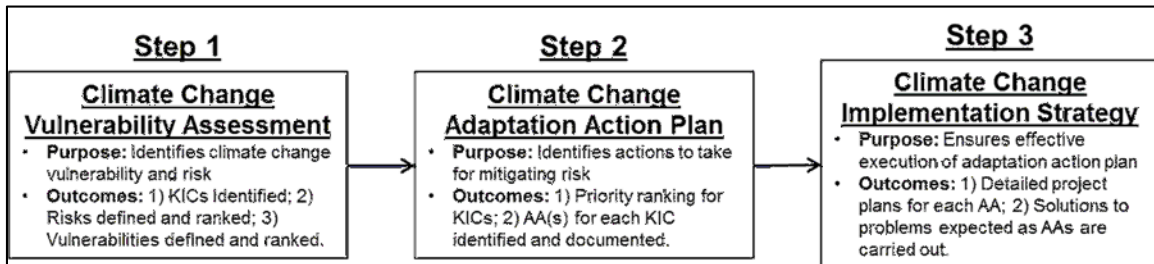 Step 1
Climate Change
Vulnerability Assessment
• Purpose: Identifies climate change
vulnerability and risk
• Outcomes: 1) KICs Identified; 2)
Risks defined and ranked; 3)
Vulnerabilities defined and ranked.
Step 2
Climate Change
Adaptation Action Plan
• Purpose: Identifies actions to take
for mitigating risk
• Outcomes: 1) Priority ranking for
KICs; 2) AA(s) for each KIC
identified and documented.
Step 3
Climate Change
Implementation Strategy
• Purpose: Ensures effective
execution of adaptation action plan
• Outcomes: 1) Detailed project
plans for each AA; 2) Solutions to
problems expected as AAs are
carried out.